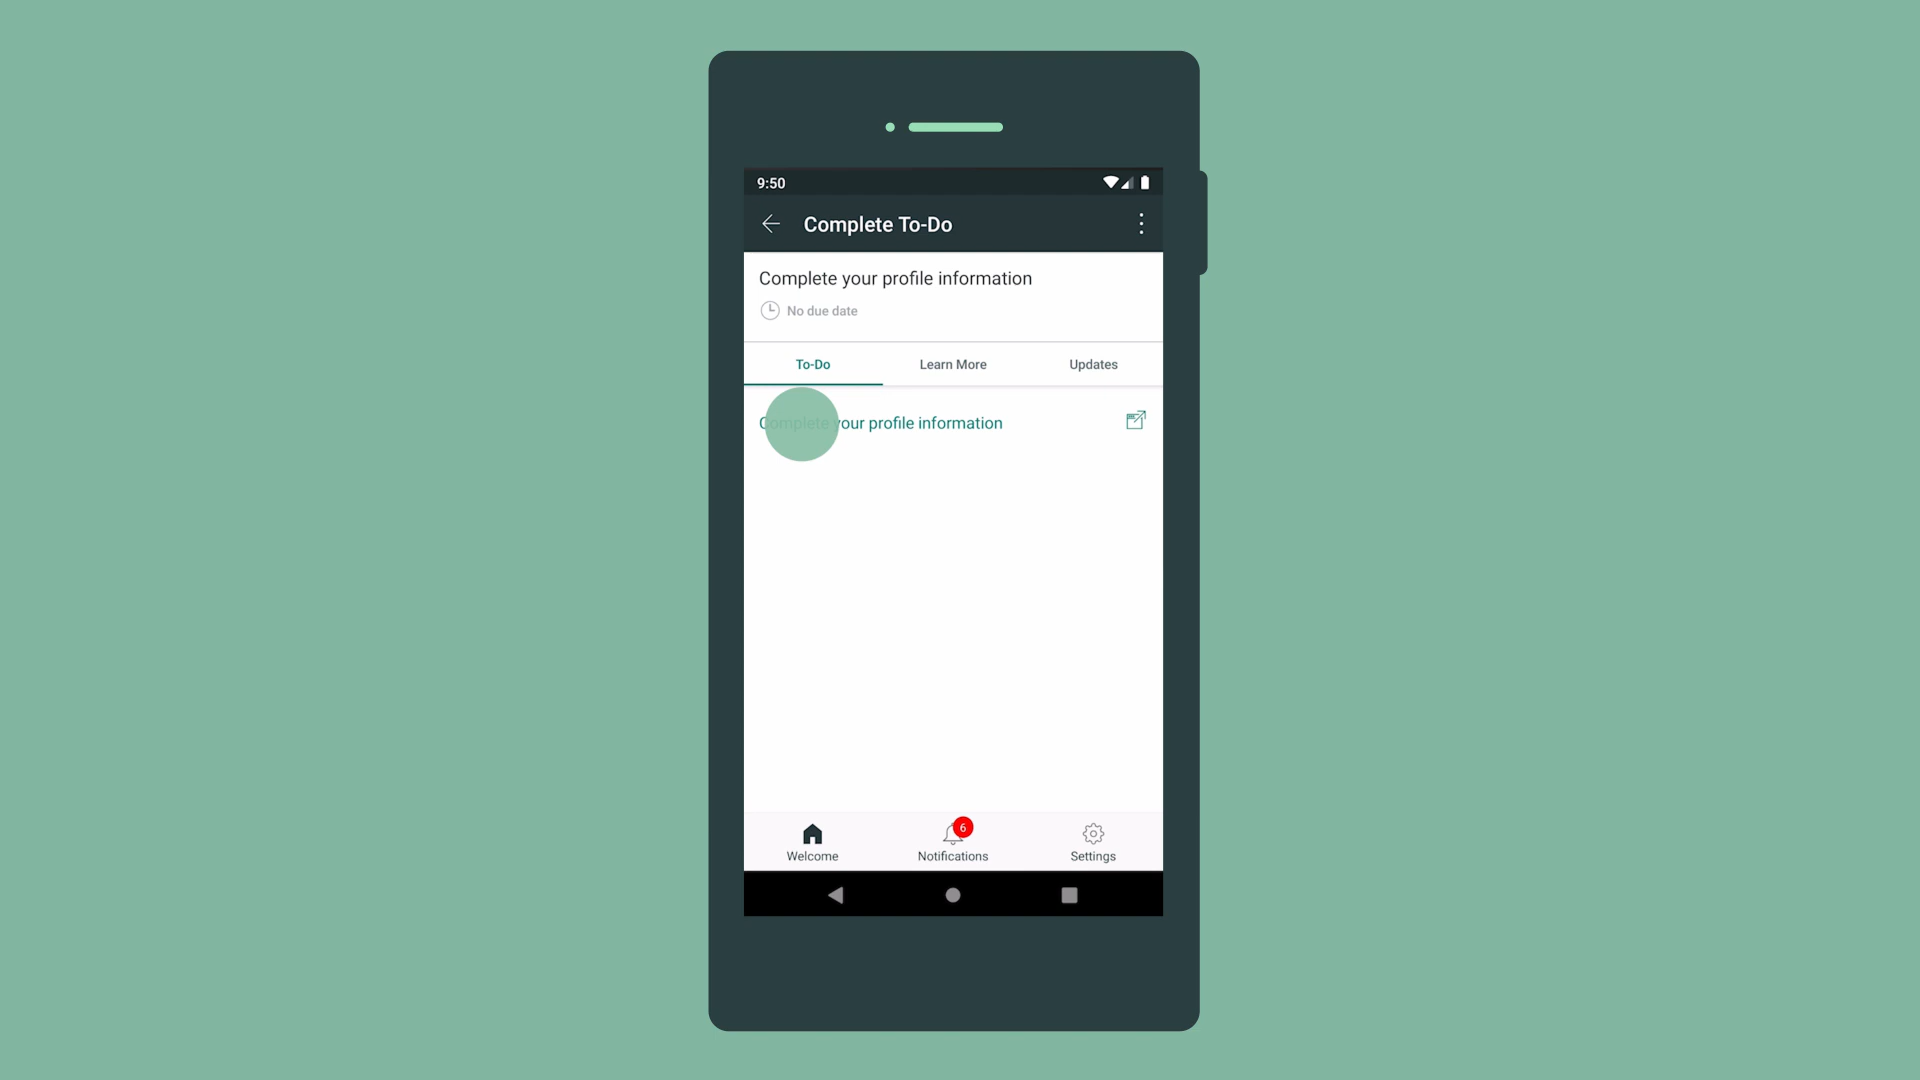 9:50
Complete To-Do
Complete your profile information
No due date
To-Do Learn More Updates
Complete your profile information
6
Welcome Notifications Settings